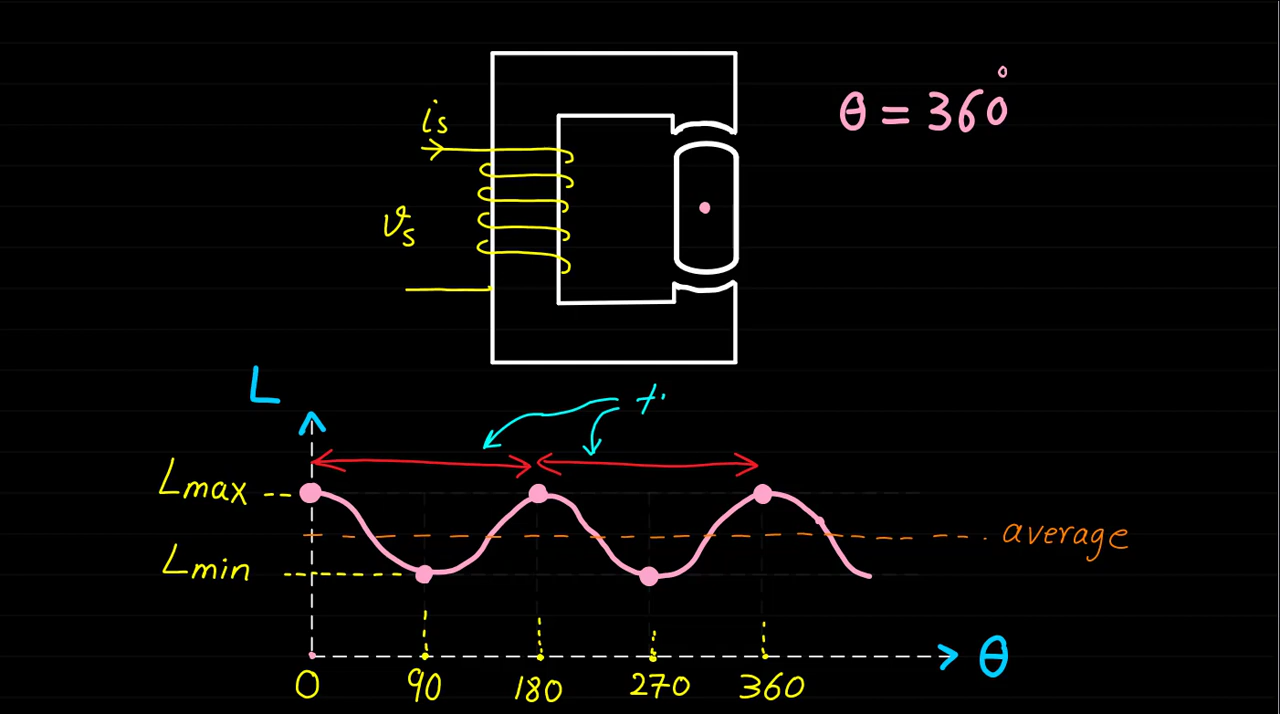 θ = 360°
is
vs
L
Lmax
average
Lmin
θ
0 90 180 270 360